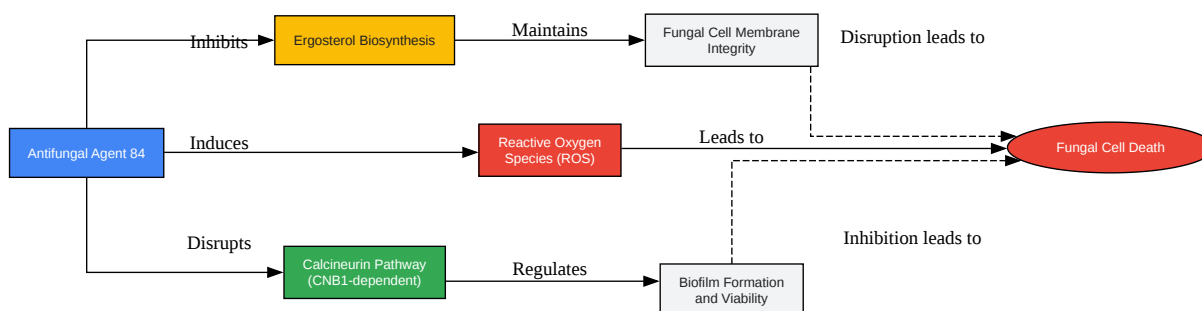 Inhibits
Ergosterol Biosynthesis
Maintains
Fungal Cell Membrane
Integrity
Disruption leads to
Antifungal Agent 84
Induces
Reactive Oxygen
Species (ROS)
Leads to
Fungal Cell Death
Disrupts
Calcineurin Pathway
(CNB1-dependent)
Regulates
Biofilm Formation
and Viability
Inhibition leads to